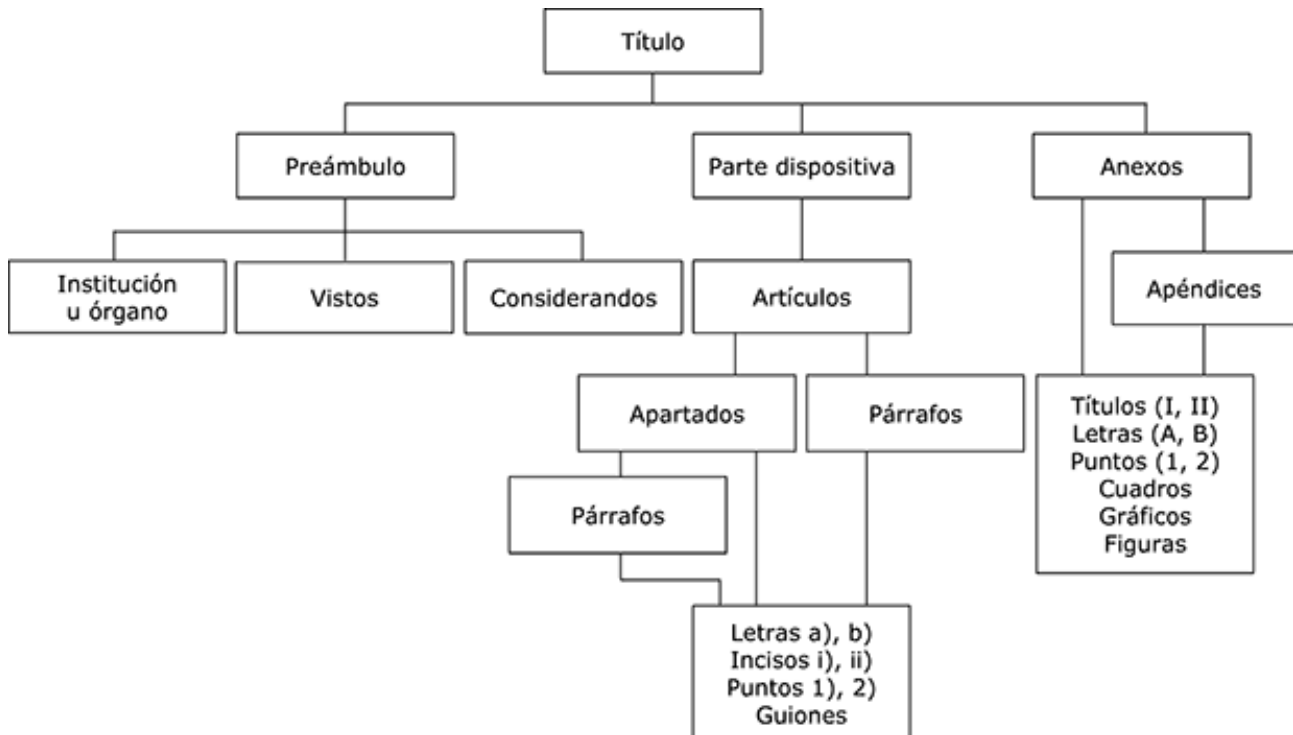 Título
Preámbulo
Parte dispositiva
Anexos
Institución
u órgano
Vistos
Considerandos
Artículos
Apéndices
Apartados
Párrafos
Títulos (I, II)
Letras (A, B)
Puntos (1, 2)
Cuadros
Gráficos
Figuras
Párrafos
Letras a), b)
Incisos i), ii)
Puntos 1), 2)
Guiones